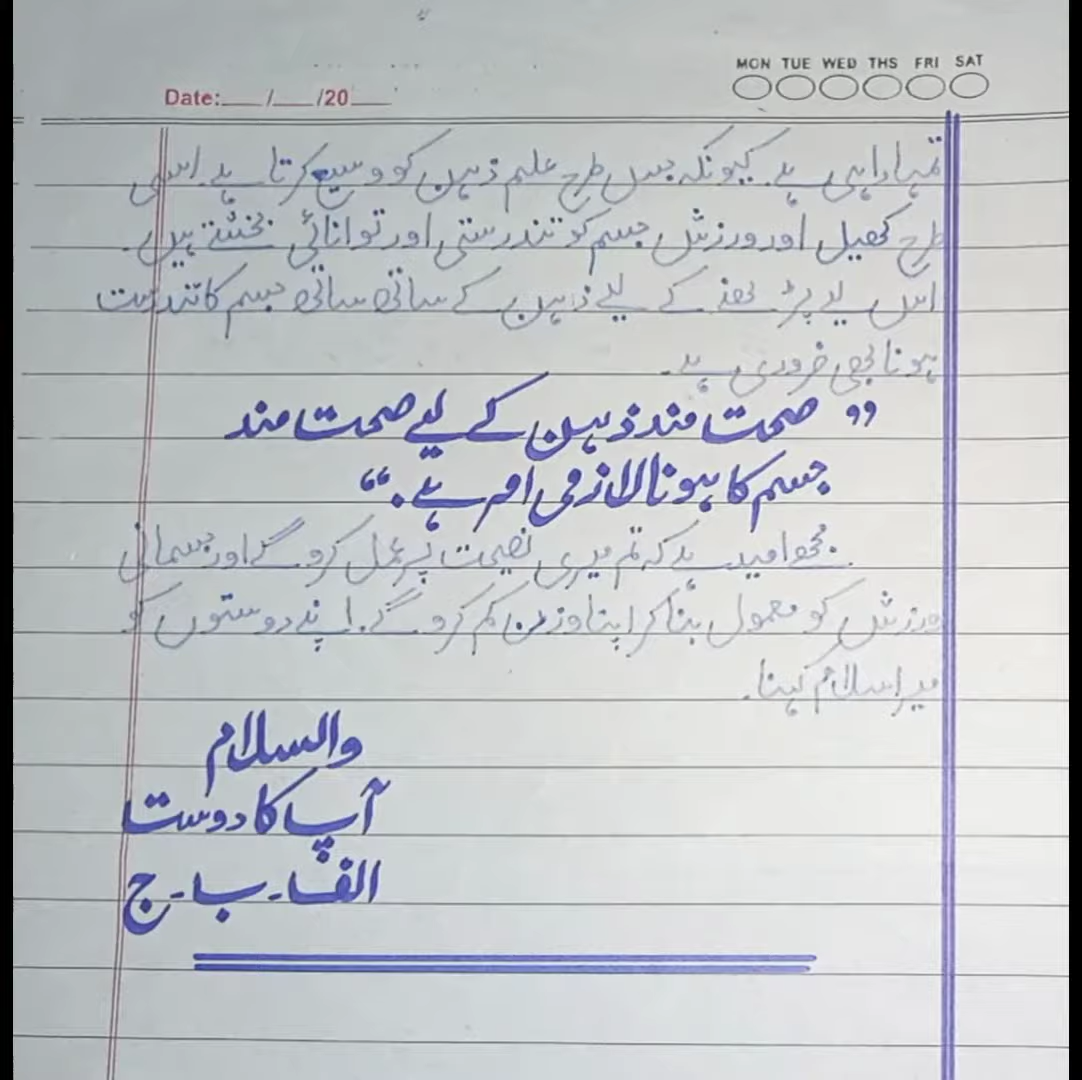 MON TUE WED THS FRI SAT
Date:___/___/20___
تمہارا ہی ہے کیونکہ جس طرح علم ذہن کو وسیع کرتا ہے اسی
طرح کھیل اور ورزش جسم کو تندرستی اور توانائی بخشتے ہیں۔
اس لیے پڑھنے کے لیے ذہن کے ساتھ ساتھ جسم کا تندرست
ہونا بھی ضروری ہے۔
”صحت مند ذہن کے لیے صحت مند
جسم کا ہونا لازمی امر ہے۔“
مجھے امید ہے کہ تم میری نصیحت پر عمل کرو گے اور جسمانی
ورزش کو معمول بنا کر اپنا وزن کم کرو گے۔ اپنے دوستوں کو
میرا سلام کہنا۔
والسلام
آپ کا دوست
الف۔ب۔ج